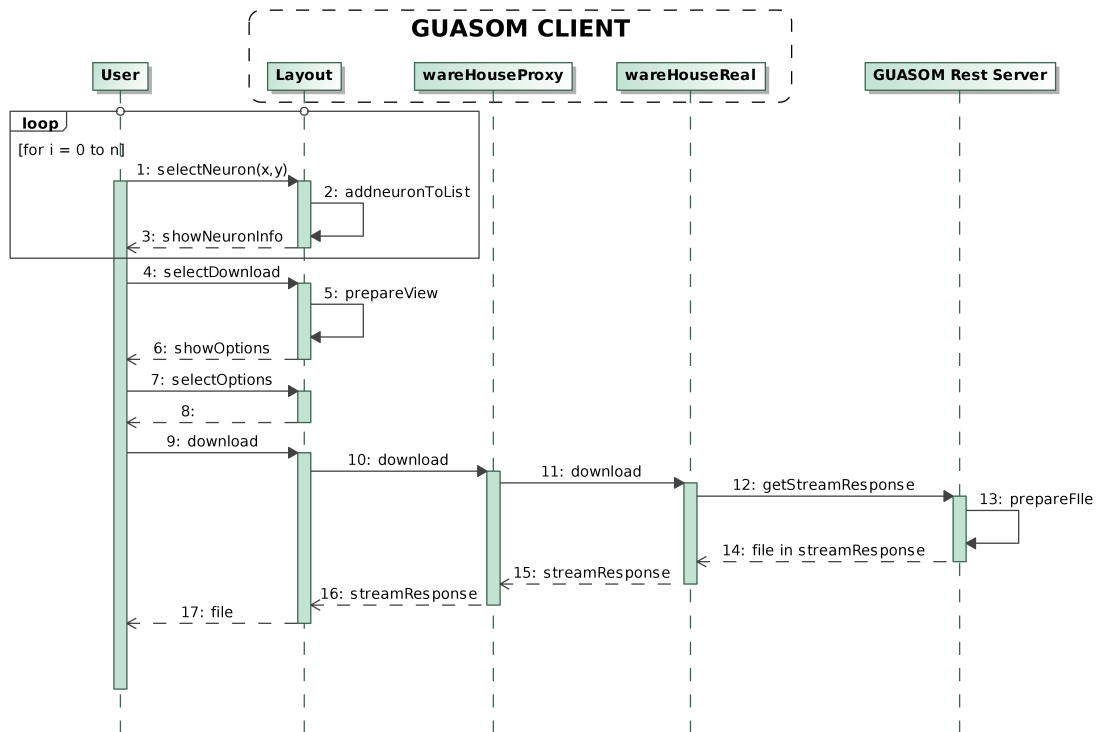 GUASOM CLIENT
User
Layout
wareHouseProxy
wareHouseReal
GUASOM Rest Server
loop
[for i = 0 to n]
1: selectNeuron(x,y)
2: addneuronToList
3: showNeuronInfo
4: selectDownload
5: prepareView
6: showOptions
7: selectOptions
8:
9: download
10: download
11: download
12: getStreamResponse
13: prepareFIle
14: file in streamResponse
15: streamResponse
16: streamResponse
17: file